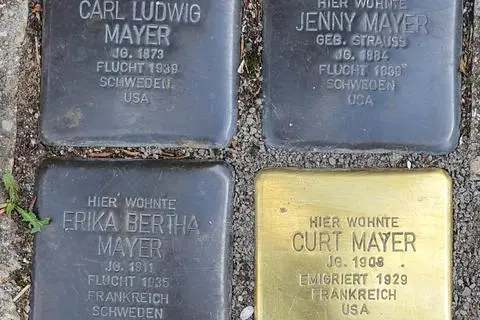 CARL LUDWIG
MAYER
JG. 1873
FLUCHT 1939
SCHWEDEN
USA
HIER WOHNTE
JENNY MAYER
GEB. STRAUSS
JG. 1884
FLUCHT 1939
SCHWEDEN
USA
HIER WOHNTE
ERIKA BERTHA
MAYER
JG. 1911
FLUCHT 1935
FRANKREICH
SCHWEDEN
HIER WOHNTE
CURT MAYER
JG. 1908
EMIGRIERT 1929
FRANKREICH
USA